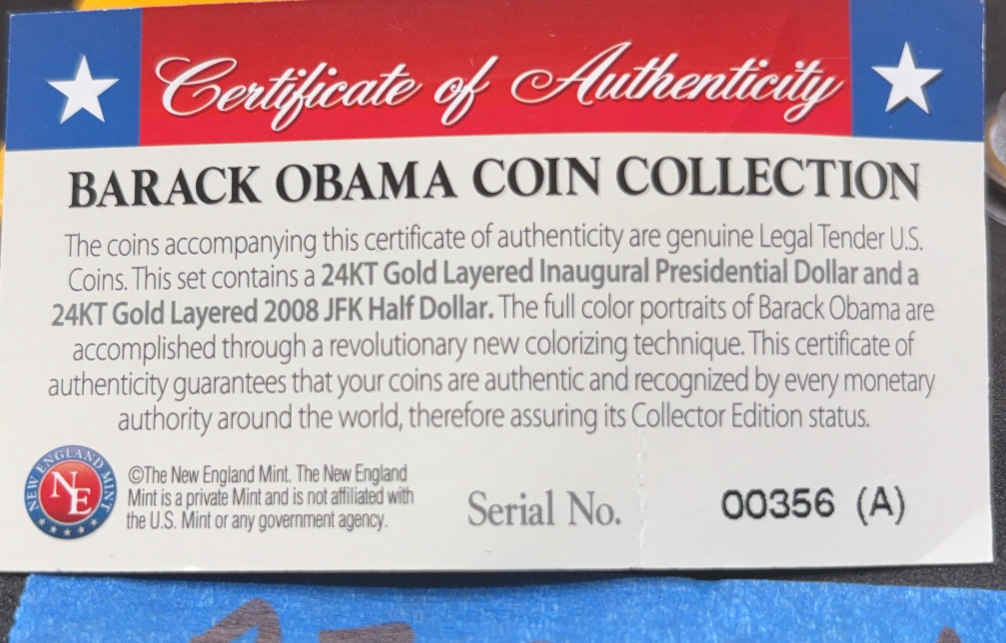 Certificate of Authenticity
BARACK OBAMA COIN COLLECTION
The coins accompanying this certificate of authenticity are genuine Legal Tender U.S.
Coins. This set contains a 24KT Gold Layered Inaugural Presidential Dollar and a
24KT Gold Layered 2008 JFK Half Dollar. The full color portraits of Barack Obama are
accomplished through a revolutionary new colorizing technique. This certificate of
authenticity guarantees that your coins are authentic and recognized by every monetary
authority around the world, therefore assuring its Collector Edition status.
NEW ENGLAND MINT
NE
©The New England Mint. The New England
Mint is a private Mint and is not affiliated with
the U.S. Mint or any government agency.
Serial No. 00356 (A)